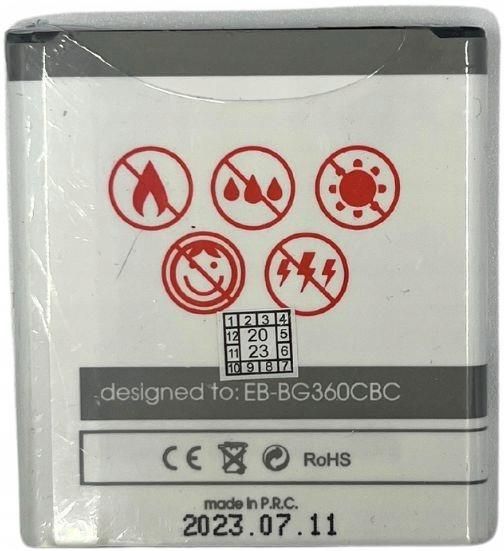 1 2 3 4
12 20 5
11 23 6
10 9 8 7
designed to: EB-BG360CBC
CE RoHS
made in P.R.C.
2023.07.11